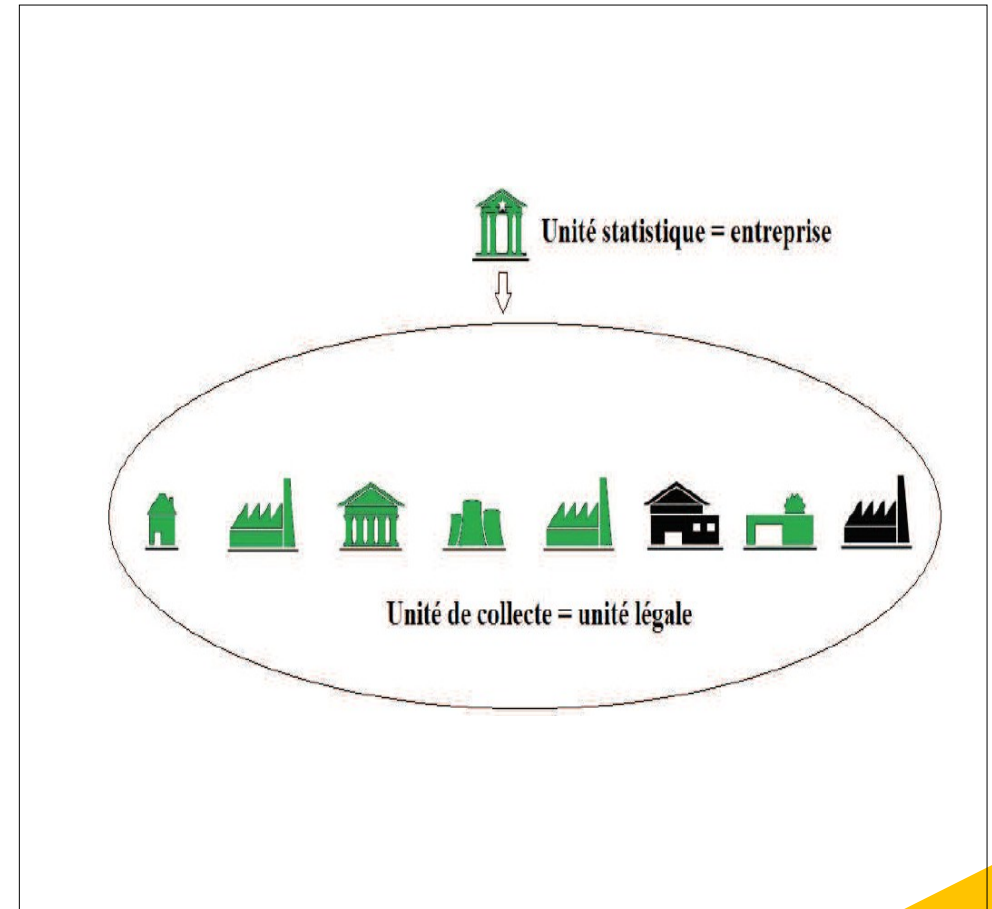 Unité statistique = entreprise
Unité de collecte = unité légale